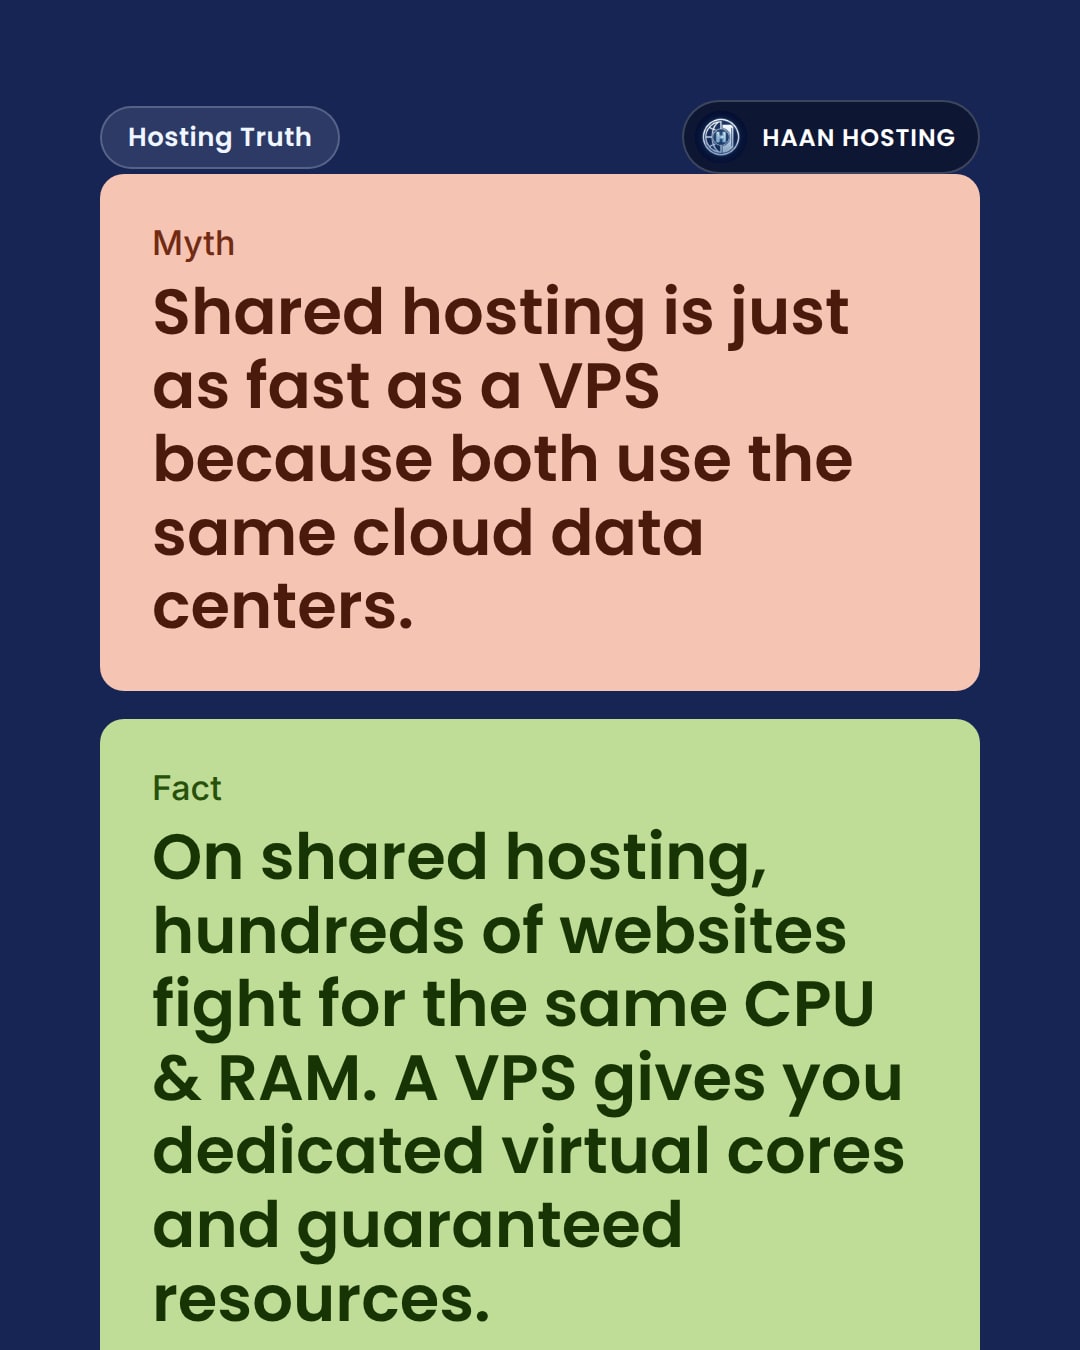 Hosting Truth
HAAN HOSTING
Myth
Shared hosting is just
as fast as a VPS
because both use the
same cloud data
centers.
Fact
On shared hosting,
hundreds of websites
fight for the same CPU
& RAM. A VPS gives you
dedicated virtual cores
and guaranteed
resources.